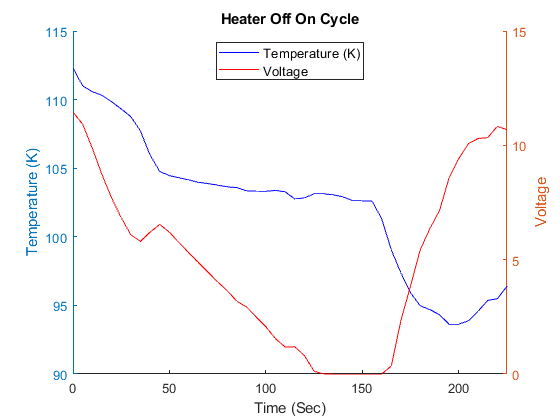 Heater Off On Cycle
Temperature (K)
Voltage
115
110
105
100
95
90
Temperature (K)
15
10
5
0
Voltage
0
50
100
150
200
Time (Sec)